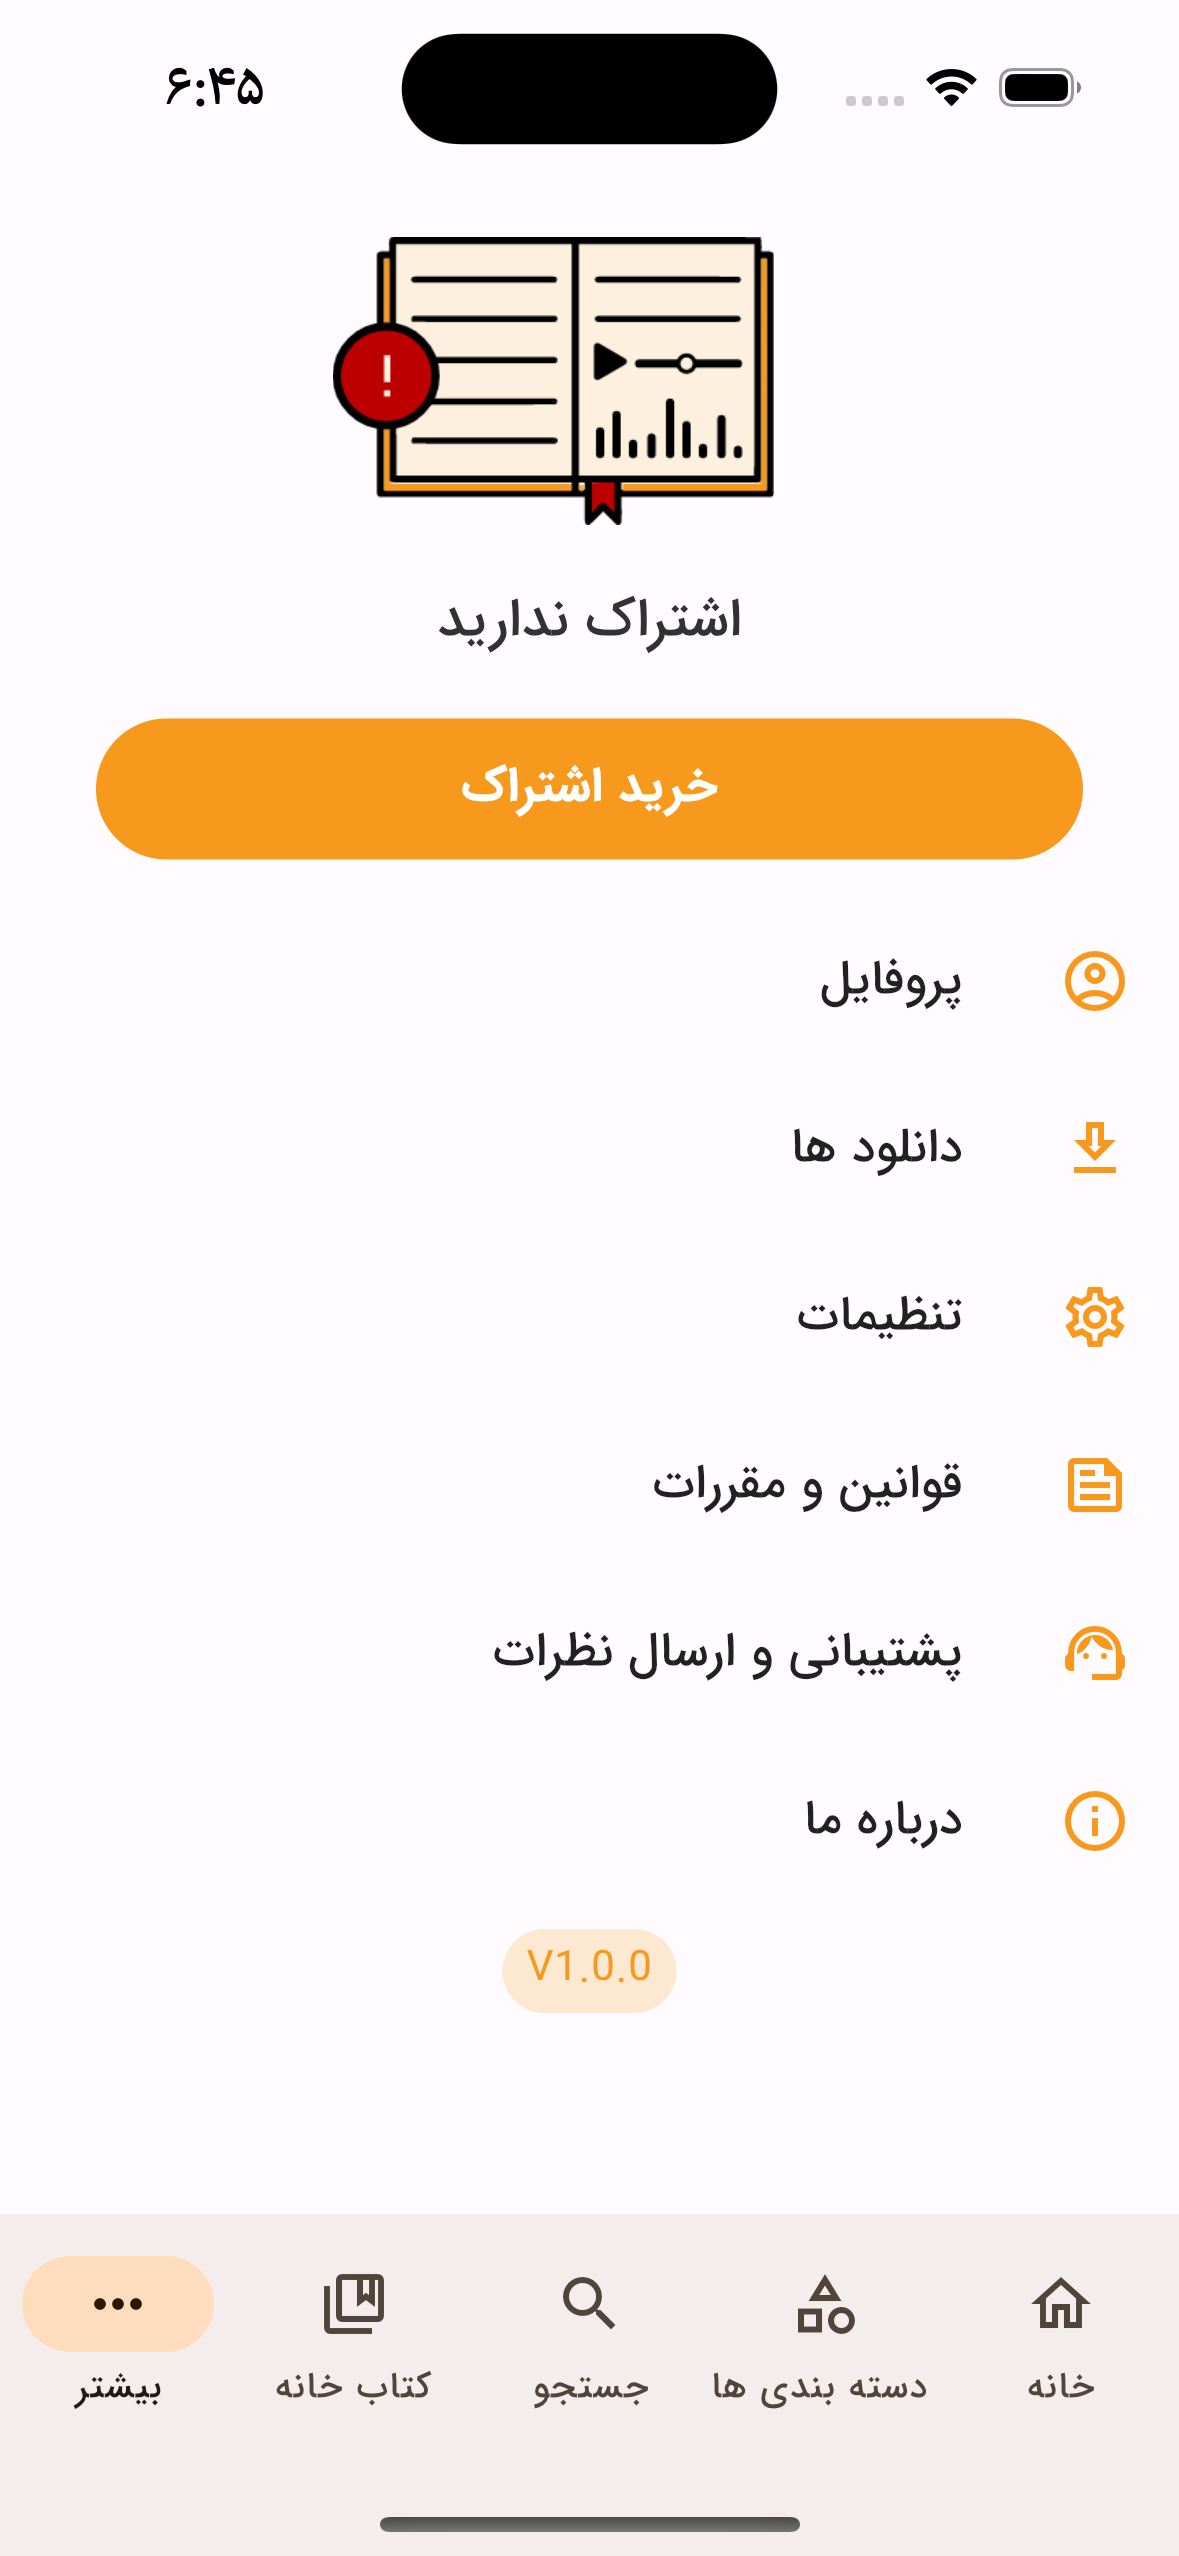 ۶:۴۵
!
اشتراک ندارید
خرید اشتراک
پروفایل
دانلود ها
تنظیمات
قوانین و مقررات
پشتیبانی و ارسال نظرات
درباره ما
V1.0.0
خانه
دسته بندی ها
جستجو
کتاب خانه
بیشتر